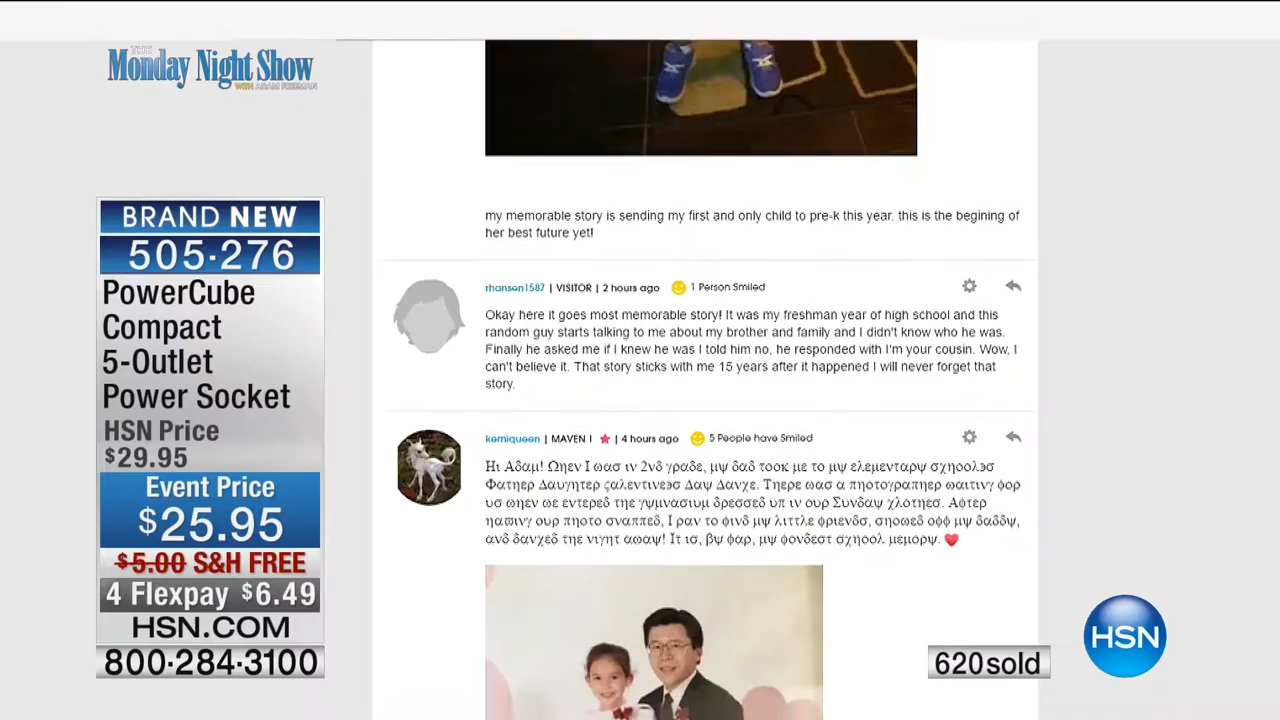 THE
Monday Night Show
WITH ADAM FREEMAN
BRAND NEW
505·276
PowerCube
Compact
5-Outlet
Power Socket
HSN Price
$29.95
Event Price
$25.95
$5.00 S&H FREE
4 Flexpay $6.49
HSN.COM
800·284·3100
my memorable story is sending my first and only child to pre-k this year. this is the begining of
her best future yet!
rhansen1587 | VISITOR | 2 hours ago 1 Person Smiled
Okay here it goes most memorable story! It was my freshman year of high school and this
random guy starts talking to me about my brother and family and I didn't know who he was.
Finally he asked me if I knew he was I told him no, he responded with I'm your cousin. Wow, I
can't believe it. That story sticks with me 15 years after it happened I will never forget that
story.
kerniqueen | MAVEN I | 4 hours ago 5 People have Smiled
Ηι Αδαμ! Ωηεν Ι ωασ ιν 2νδ γραδε, μψ δαδ τοοκ με το μψ ελεμενταρψ σχηοολэσ
Φατηερ Δαυγητερ ςαλεντινεэσ Δαψ Δανχε. Τηερε ωασ α πηοτογραπηερ ωαιτινγ φορ
υσ ωηεν ωε εντερεδ τηε γψμνασιυμ δρεσσεδ υπ ιν ουρ Συνδαψ χλοτηεσ. Αφτερ
ηαϖινγ ουρ πηοτο σναππεδ, Ι ραν το φινδ μψ λιττλε φριενδσ, σηοωεδ οφφ μψ δαδδψ,
ανδ δανχεδ τηε νιγητ αωαψ! Ιτ ισ, βψ φαρ, μψ φονδεστ σχηοολ μεμορψ. ❤
620 sold
HSN